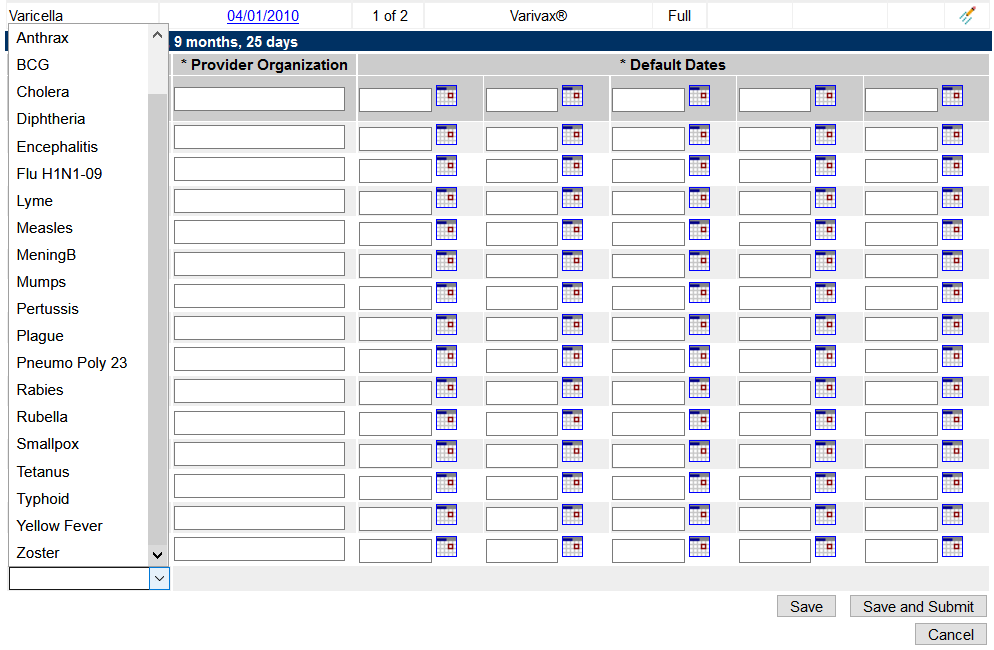 Varicella 04/01/2010 1 of 2 Varivax® Full
9 months, 25 days
* Provider Organization * Default Dates
Anthrax
BCG
Cholera
Diphtheria
Encephalitis
Flu H1N1-09
Lyme
Measles
MeningB
Mumps
Pertussis
Plague
Pneumo Poly 23
Rabies
Rubella
Smallpox
Tetanus
Typhoid
Yellow Fever
Zoster
Save Save and Submit
Cancel